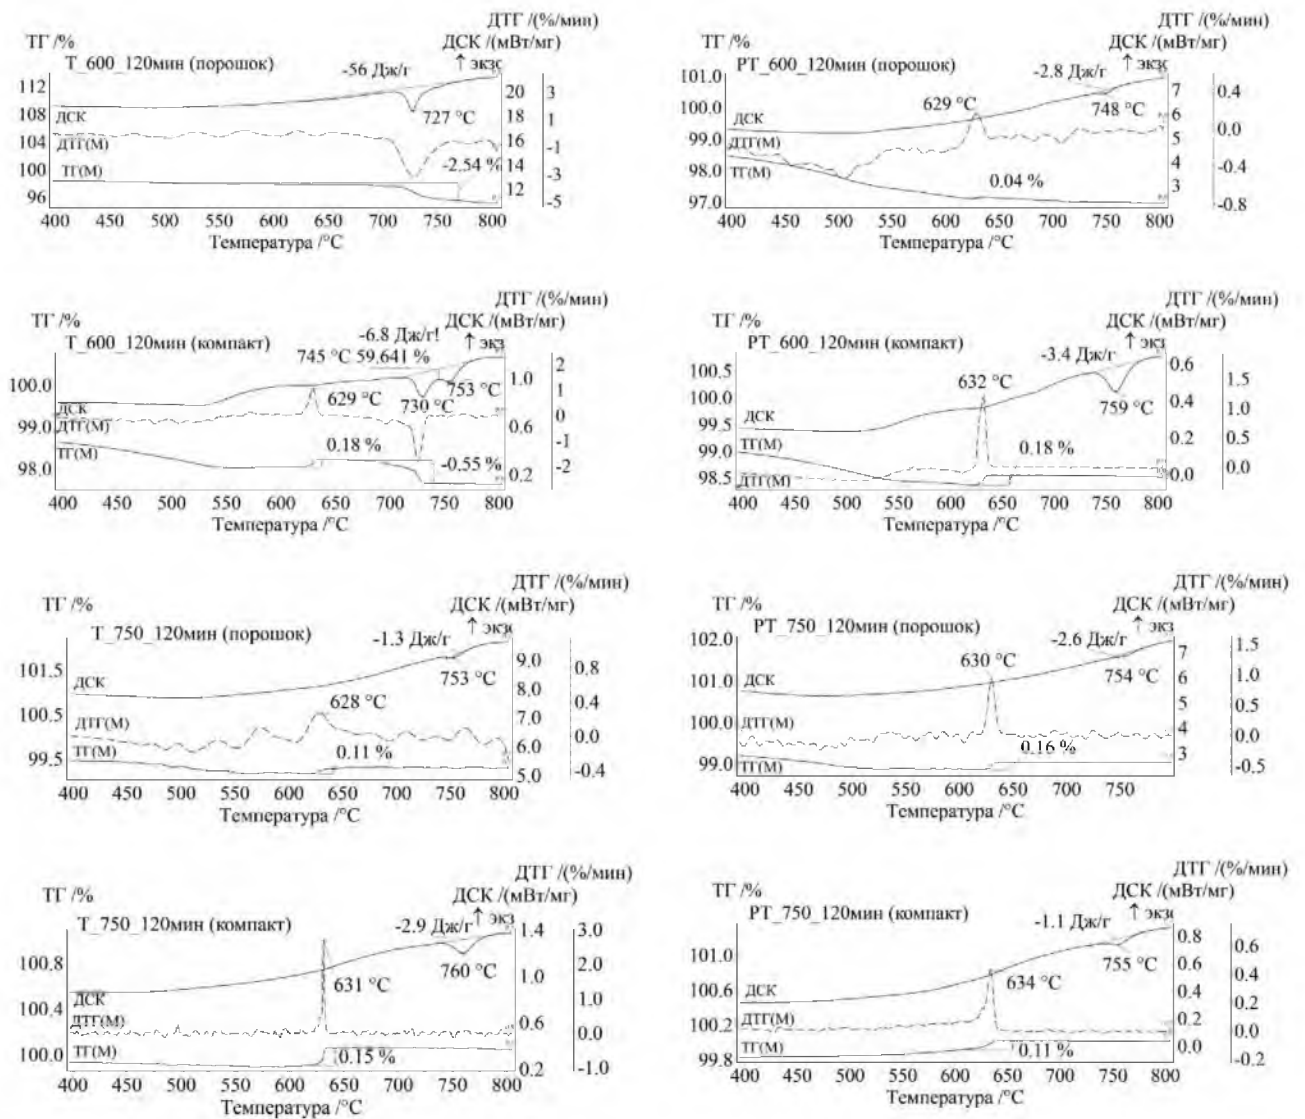 ДТГ /(%/мин)
ТГ /%
ДСК /(мВт/мг)
↑ экзо
Т_600_120мин (порошок)
-56 Дж/г
112
108
104
100
96
20
18
16
14
12
3
1
-1
-3
-5
ДСК
727 °C
ДТГ(М)
-2.54 %
ТГ(М)
400 450 500 550 600 650 700 750 800
Температура /°C
ДТГ /(%/мин)
ТГ /%
ДСК /(мВт/мг)
↑ экзо
РТ_600_120мин (порошок)
-2.8 Дж/г
101.0
100.0
99.0
98.0
97.0
7
6
5
4
3
0.4
0.0
-0.4
-0.8
629 °C
748 °C
ДСК
ДТГ(М)
ТГ(М)
0.04 %
400 450 500 550 600 650 700 750 800
Температура /°C
ДТГ /(%/мин)
ТГ /%
ДСК /(мВт/мг)
↑ экз
Т_600_120мин (компакт)
-6.8 Дж/г!
745 °C 59,641 %
100.0
99.0
98.0
1.0
0.6
0.2
2
1
0
-1
-2
629 °C
730 °C
753 °C
ДСК
ДТГ(М)
ТГ(М)
0.18 %
-0.55 %
400 450 500 550 600 650 700 750 800
Температура /°C
ДТГ /(%/мин)
ТГ /%
ДСК /(мВт/мг)
↑ экз
РТ_600_120мин (компакт)
-3.4 Дж/г
100.5
100.0
99.5
99.0
98.5
0.6
0.4
0.2
0.0
1.5
1.0
0.5
0.0
632 °C
759 °C
ДСК
ТГ(М)
ДТГ(М)
0.18 %
400 450 500 550 600 650 700 750 800
Температура /°C
ДТГ /(%/мин)
ТГ /%
ДСК /(мВт/мг)
↑ экзо
Т_750_120мин (порошок)
-1.3 Дж/г
101.5
100.5
99.5
9.0
8.0
7.0
6.0
5.0
0.8
0.4
0.0
-0.4
753 °C
628 °C
ДСК
ДТГ(М)
ТГ(М)
0.11 %
400 450 500 550 600 650 700 750 800
Температура /°C
ДТГ /(%/мин)
ТГ /%
ДСК /(мВт/мг)
↑ экз
РТ_750_120мин (порошок)
-2.6 Дж/г
102.0
101.0
100.0
99.0
7
6
5
4
3
1.5
1.0
0.5
0.0
-0.5
630 °C
754 °C
ДСК
ДТГ(М)
ТГ(М)
0.16 %
400 450 500 550 600 650 700 750
Температура /°C
ДТГ /(%/мин)
ТГ /%
ДСК /(мВт/мг)
↑ экз
Т_750_120мин (компакт)
-2.9 Дж/г
100.8
100.4
100.0
1.4
1.0
0.6
0.2
3.0
2.0
1.0
0.0
-1.0
631 °C
760 °C
ДСК
ДТГ(М)
ТГ(М)
0.15 %
400 450 500 550 600 650 700 750 800
Температура /°C
ДТГ /(%/мин)
ТГ /%
ДСК /(мВт/мг)
↑ экзо
РТ_750_120мин (компакт)
-1.1 Дж/г
101.0
100.6
100.2
99.8
0.8
0.6
0.4
0.2
0.0
0.6
0.4
0.2
0.0
-0.2
634 °C
755 °C
ДСК
ДТГ(М)
ТГ(М)
0.11 %
400 450 500 550 600 650 700 750 800
Температура /°C